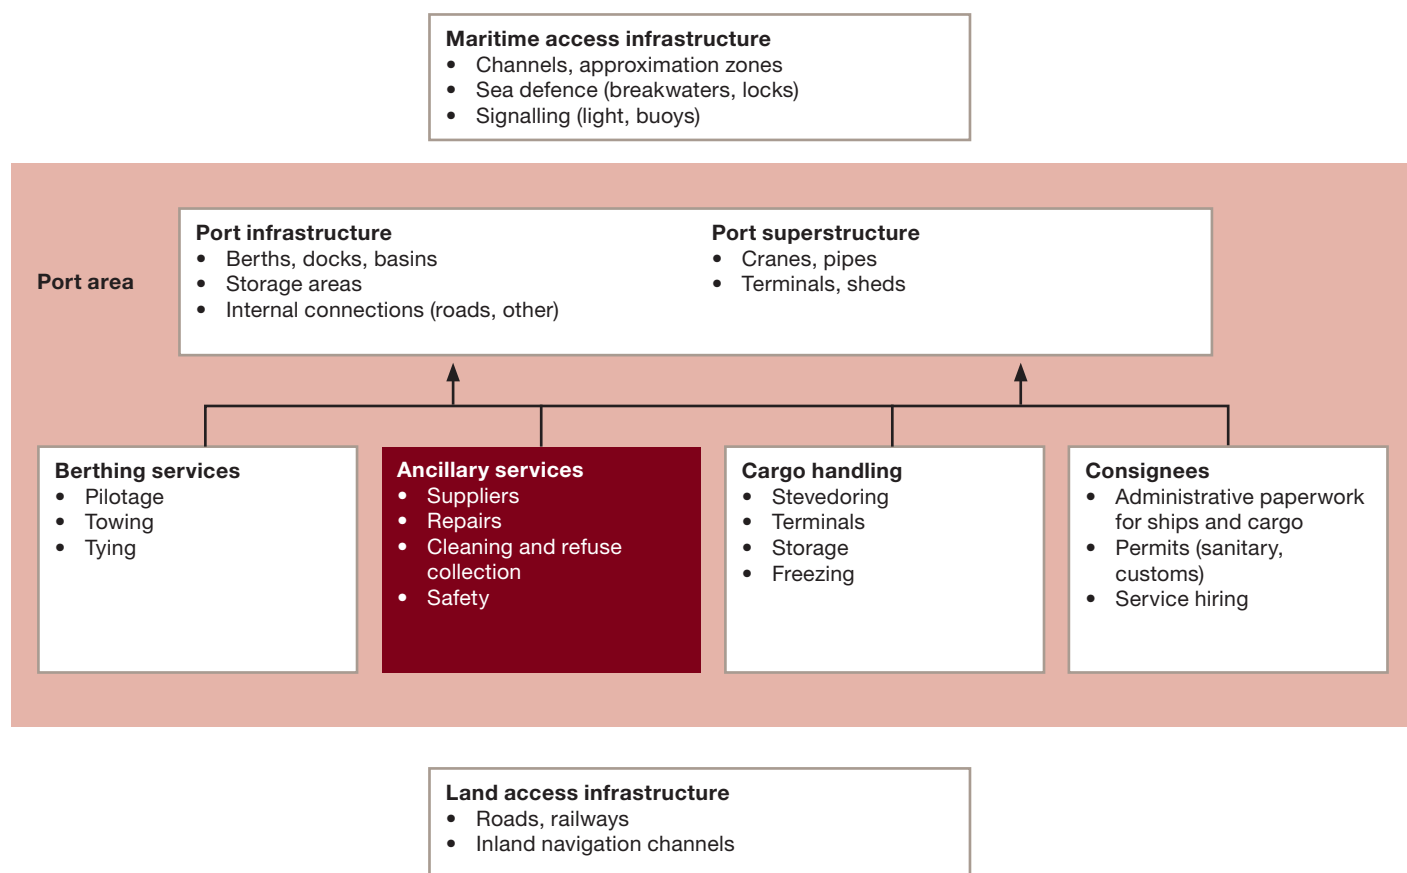 Maritime access infrastructure
• Channels, approximation zones
• Sea defence (breakwaters, locks)
• Signalling (light, buoys)
Port area
Port infrastructure
• Berths, docks, basins
• Storage areas
• Internal connections (roads, other)
Port superstructure
• Cranes, pipes
• Terminals, sheds
Berthing services
• Pilotage
• Towing
• Tying
Ancillary services
• Suppliers
• Repairs
• Cleaning and refuse
collection
• Safety
Cargo handling
• Stevedoring
• Terminals
• Storage
• Freezing
Consignees
• Administrative paperwork
for ships and cargo
• Permits (sanitary,
customs)
• Service hiring
Land access infrastructure
• Roads, railways
• Inland navigation channels